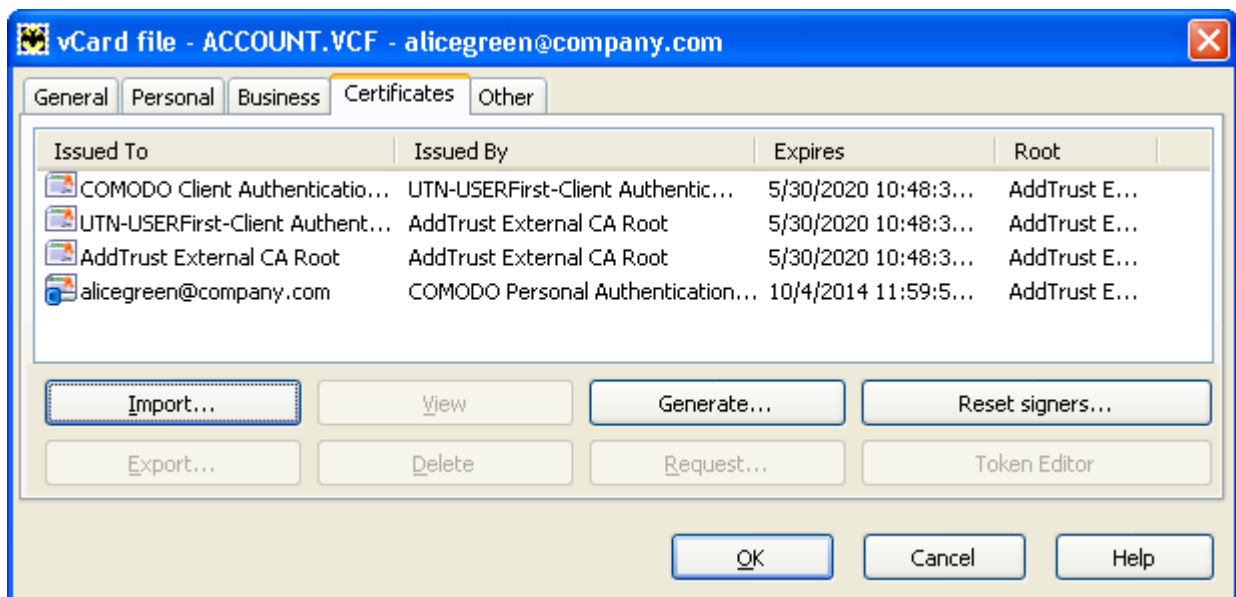 vCard file - ACCOUNT.VCF - alicegreen@company.com
General Personal Business Certificates Other
Issued To Issued By Expires Root
COMODO Client Authenticatio... UTN-USERFirst-Client Authentic... 5/30/2020 10:48:3... AddTrust E...
UTN-USERFirst-Client Authent... AddTrust External CA Root 5/30/2020 10:48:3... AddTrust E...
AddTrust External CA Root AddTrust External CA Root 5/30/2020 10:48:3... AddTrust E...
alicegreen@company.com COMODO Personal Authentication... 10/4/2014 11:59:5... AddTrust E...
Import... View Generate... Reset signers...
Export... Delete Request... Token Editor
OK Cancel Help